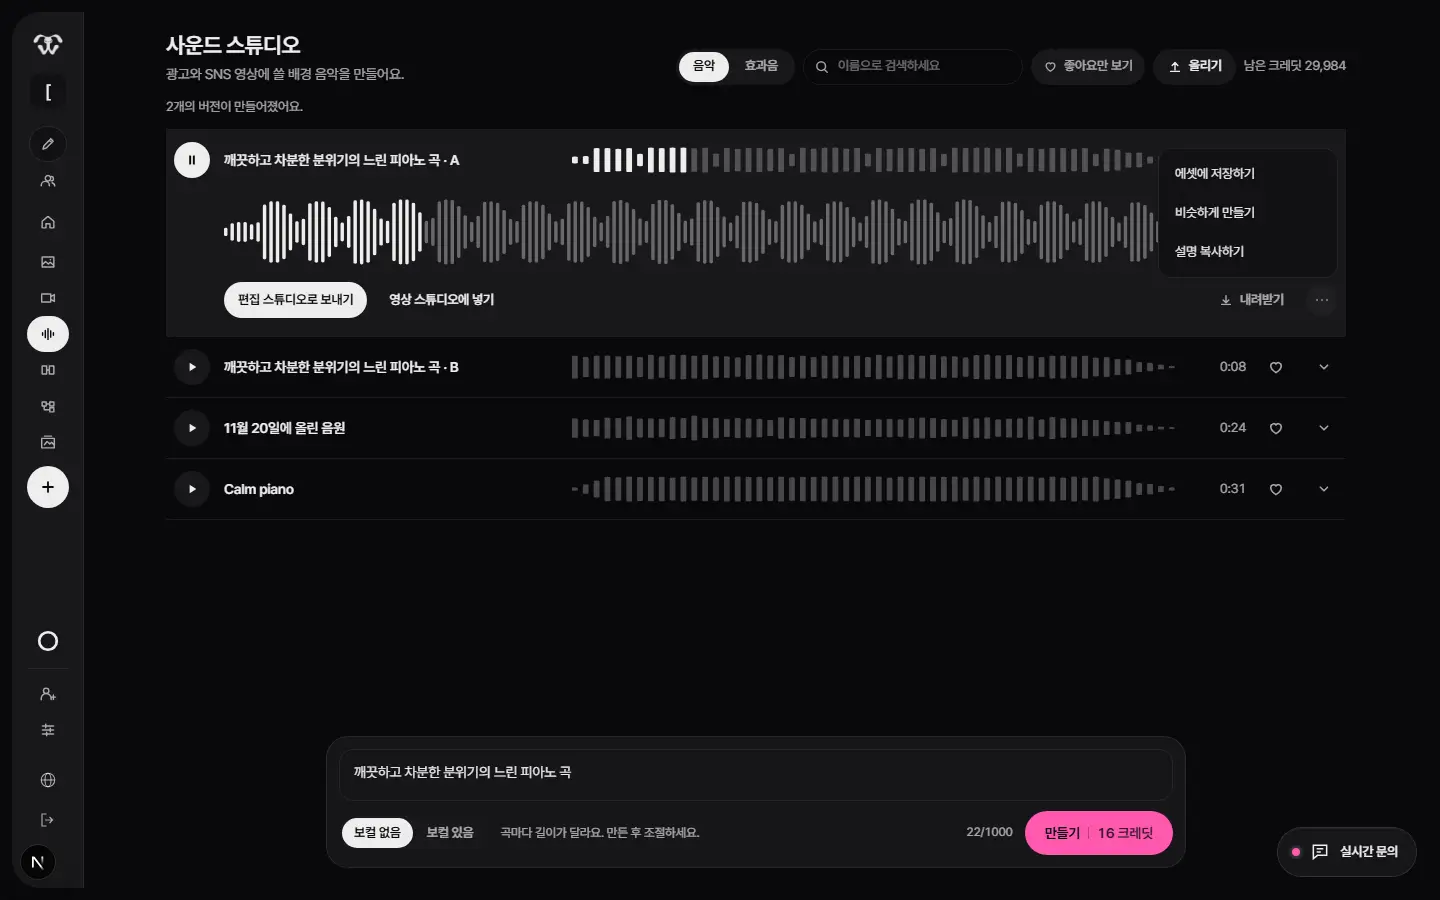 [
사운드 스튜디오
광고와 SNS 영상에 쓸 배경 음악을 만들어요.
음악
효과음
이름으로 검색하세요
좋아요만 보기
올리기
남은 크레딧 29,984
2개의 버전이 만들어졌어요.
깨끗하고 차분한 분위기의 느린 피아노 곡 · A
에셋에 저장하기
비슷하게 만들기
설명 복사하기
편집 스튜디오로 보내기
영상 스튜디오에 넣기
내려받기
깨끗하고 차분한 분위기의 느린 피아노 곡 · B
0:08
11월 20일에 올린 음원
0:24
Calm piano
0:31
깨끗하고 차분한 분위기의 느린 피아노 곡
보컬 없음
보컬 있음
곡마다 길이가 달라요. 만든 후 조절하세요.
22/1000
만들기
16 크레딧
실시간 문의
N